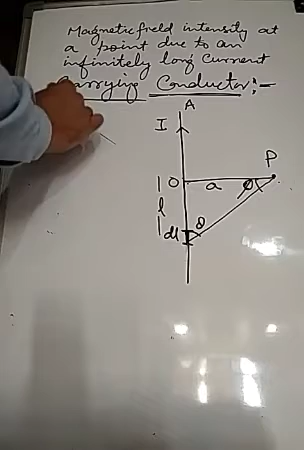 Magnetic field intensity at
a point due to an
infinitely long Current
Carrying Conductor:-
A
I
P
O a φ
l
dl θ